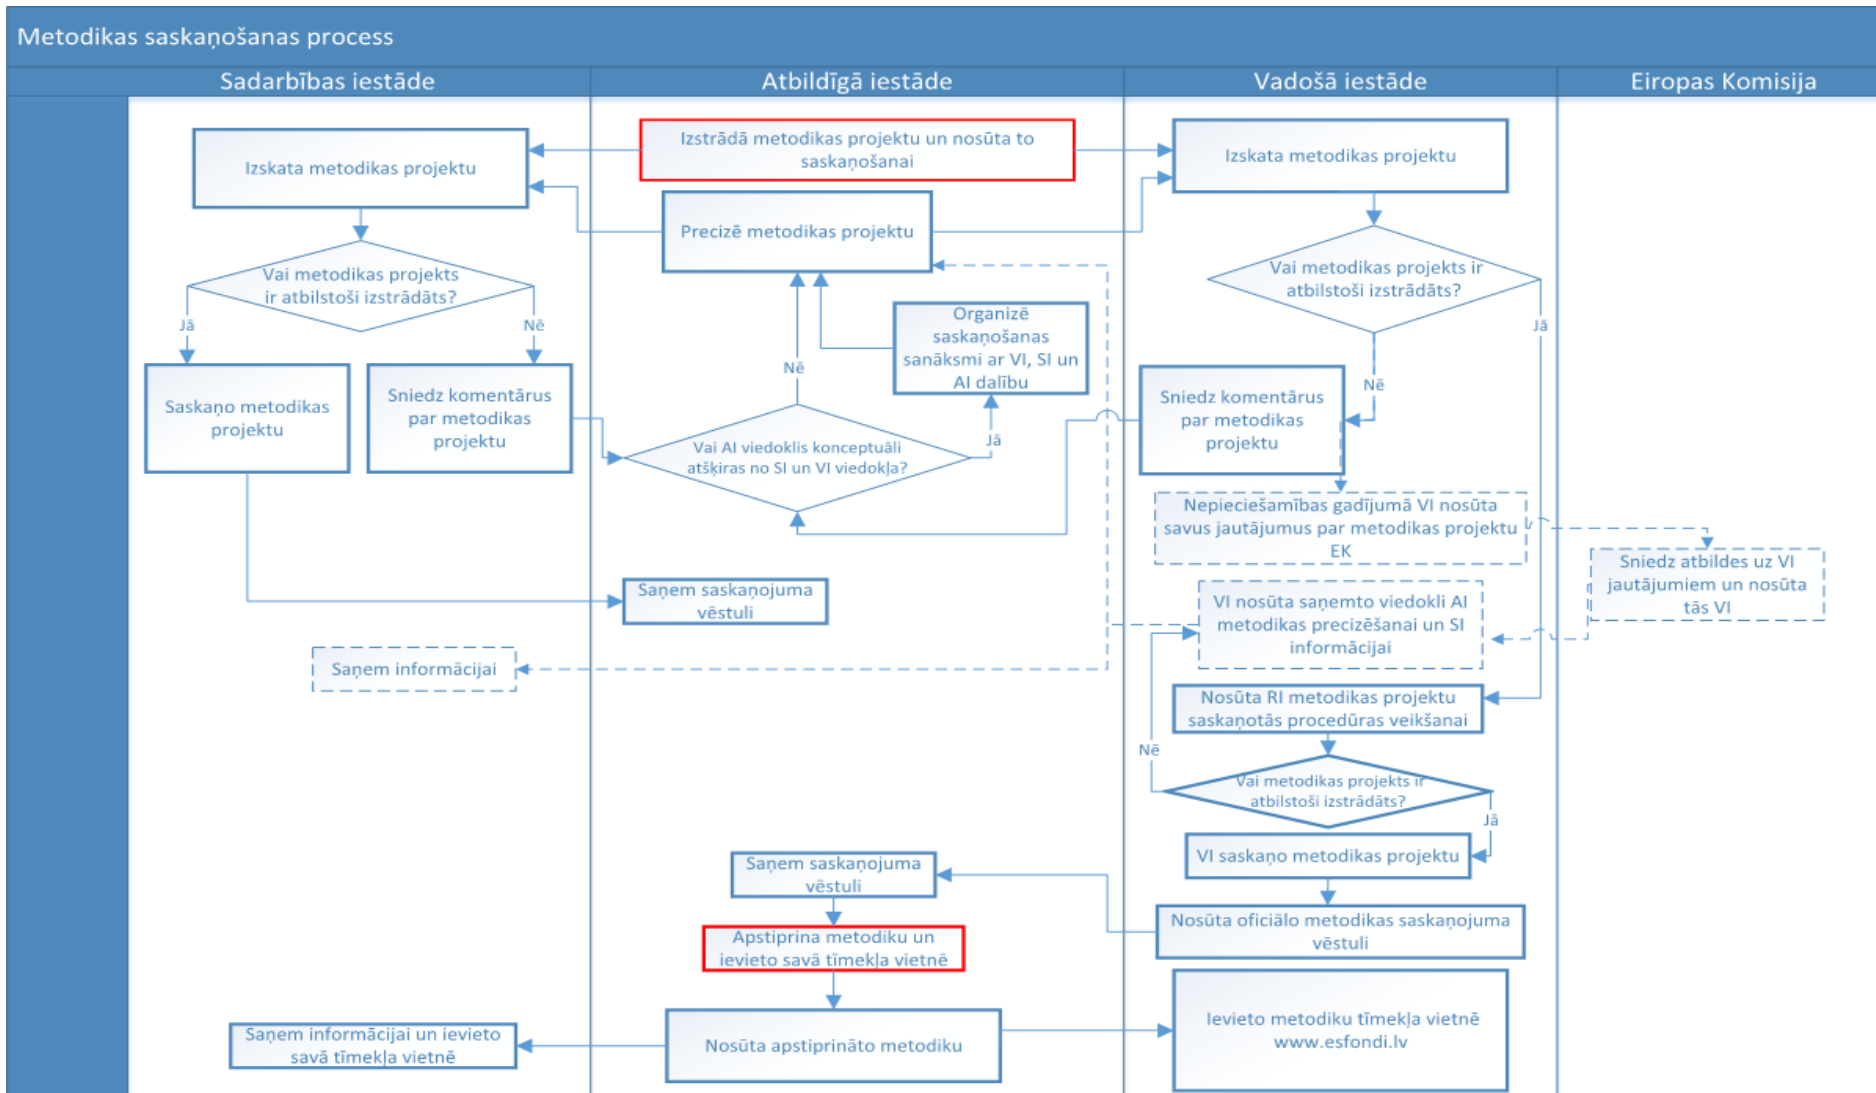 Metodikas saskaņošanas process
Sadarbības iestāde
Atbildīgā iestāde
Vadošā iestāde
Eiropas Komisija
Izstrādā metodikas projektu un nosūta to
saskaņošanai
Izskata metodikas projektu
Izskata metodikas projektu
Precizē metodikas projektu
Vai metodikas projekts
ir atbilstoši izstrādāts?
Jā
Nē
Vai metodikas projekts ir
atbilstoši izstrādāts?
Jā
Nē
Organizē
saskaņošanas
sanāksmi ar VI, SI un
AI dalību
Nē
Jā
Saskaņo metodikas
projektu
Sniedz komentārus
par metodikas
projektu
Vai AI viedoklis konceptuāli
atšķiras no SI un VI viedokļa?
Sniedz komentārus
par metodikas
projektu
Nepieciešamības gadījumā VI nosūta
savus jautājumus par metodikas projektu
EK
Sniedz atbildes uz VI
jautājumiem un nosūta
tās VI
Saņem saskaņojuma
vēstuli
VI nosūta saņemto viedokli AI
metodikas precizēšanai un SI
informācijai
Saņem informācijai
Nosūta RI metodikas projektu
saskaņotās procedūras veikšanai
Nē
Vai metodikas projekts ir
atbilstoši izstrādāts?
Jā
VI saskaņo metodikas projektu
Saņem saskaņojuma
vēstuli
Nosūta oficiālo metodikas saskaņojuma
vēstuli
Apstiprina metodiku un
ievieto savā tīmekļa vietnē
Saņem informācijai un ievieto
savā tīmekļa vietnē
Nosūta apstiprināto metodiku
Ievieto metodiku tīmekļa vietnē
www.esfondi.lv